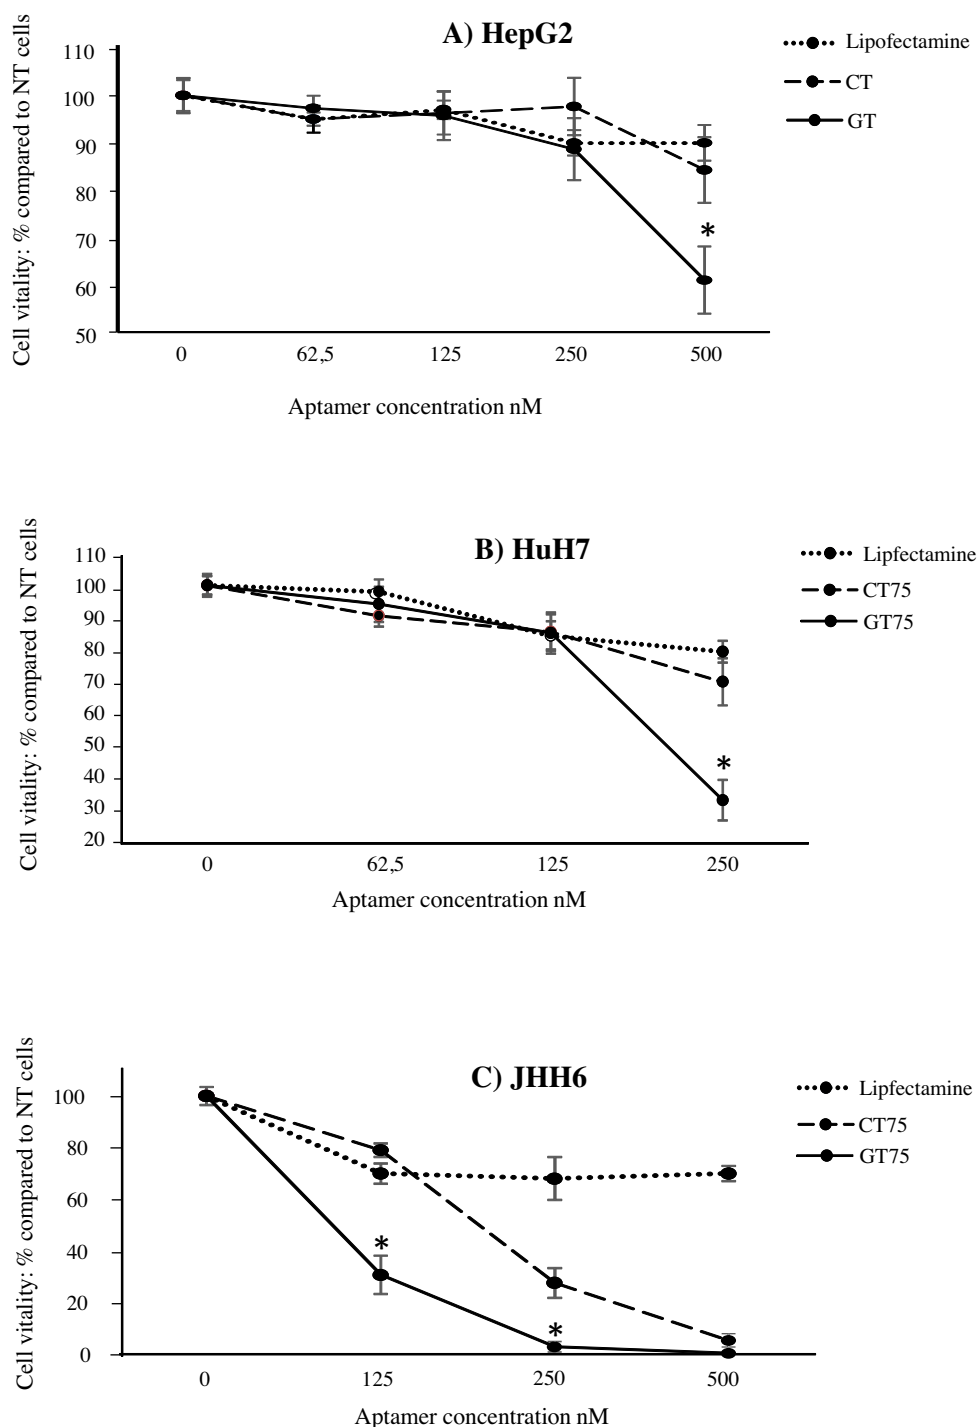 A) HepG2
Cell vitality: % compared to NT cells
110
100
90
80
70
60
50
*
0 62,5 125 250 500
Aptamer concentration nM
Lipofectamine
CT
GT
B) HuH7
Cell vitality: % compared to NT cells
110
100
90
80
70
60
50
40
30
20
*
0 62,5 125 250
Aptamer concentration nM
Lipfectamine
CT75
GT75
C) JHH6
Cell vitality: % compared to NT cells
100
80
60
40
20
0
*
*
0 125 250 500
Aptamer concentration nM
Lipfectamine
CT75
GT75